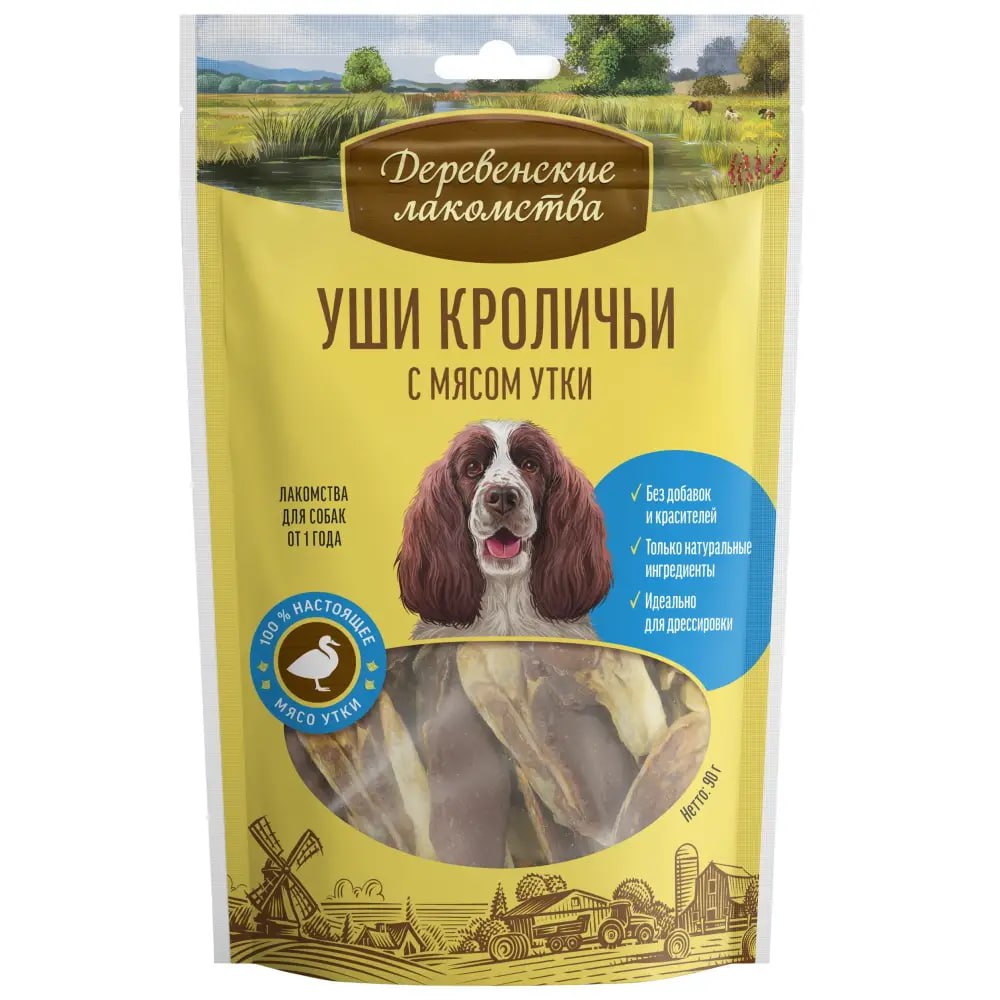 Деревенские
лакомства
УШИ КРОЛИЧЬИ
С МЯСОМ УТКИ
ЛАКОМСТВА
ДЛЯ СОБАК
ОТ 1 ГОДА
✓ Без добавок
и красителей
✓ Только натуральные
ингредиенты
✓ Идеально
для дрессировки
100 % НАСТОЯЩЕЕ
МЯСО УТКИ
Нетто: 90 г